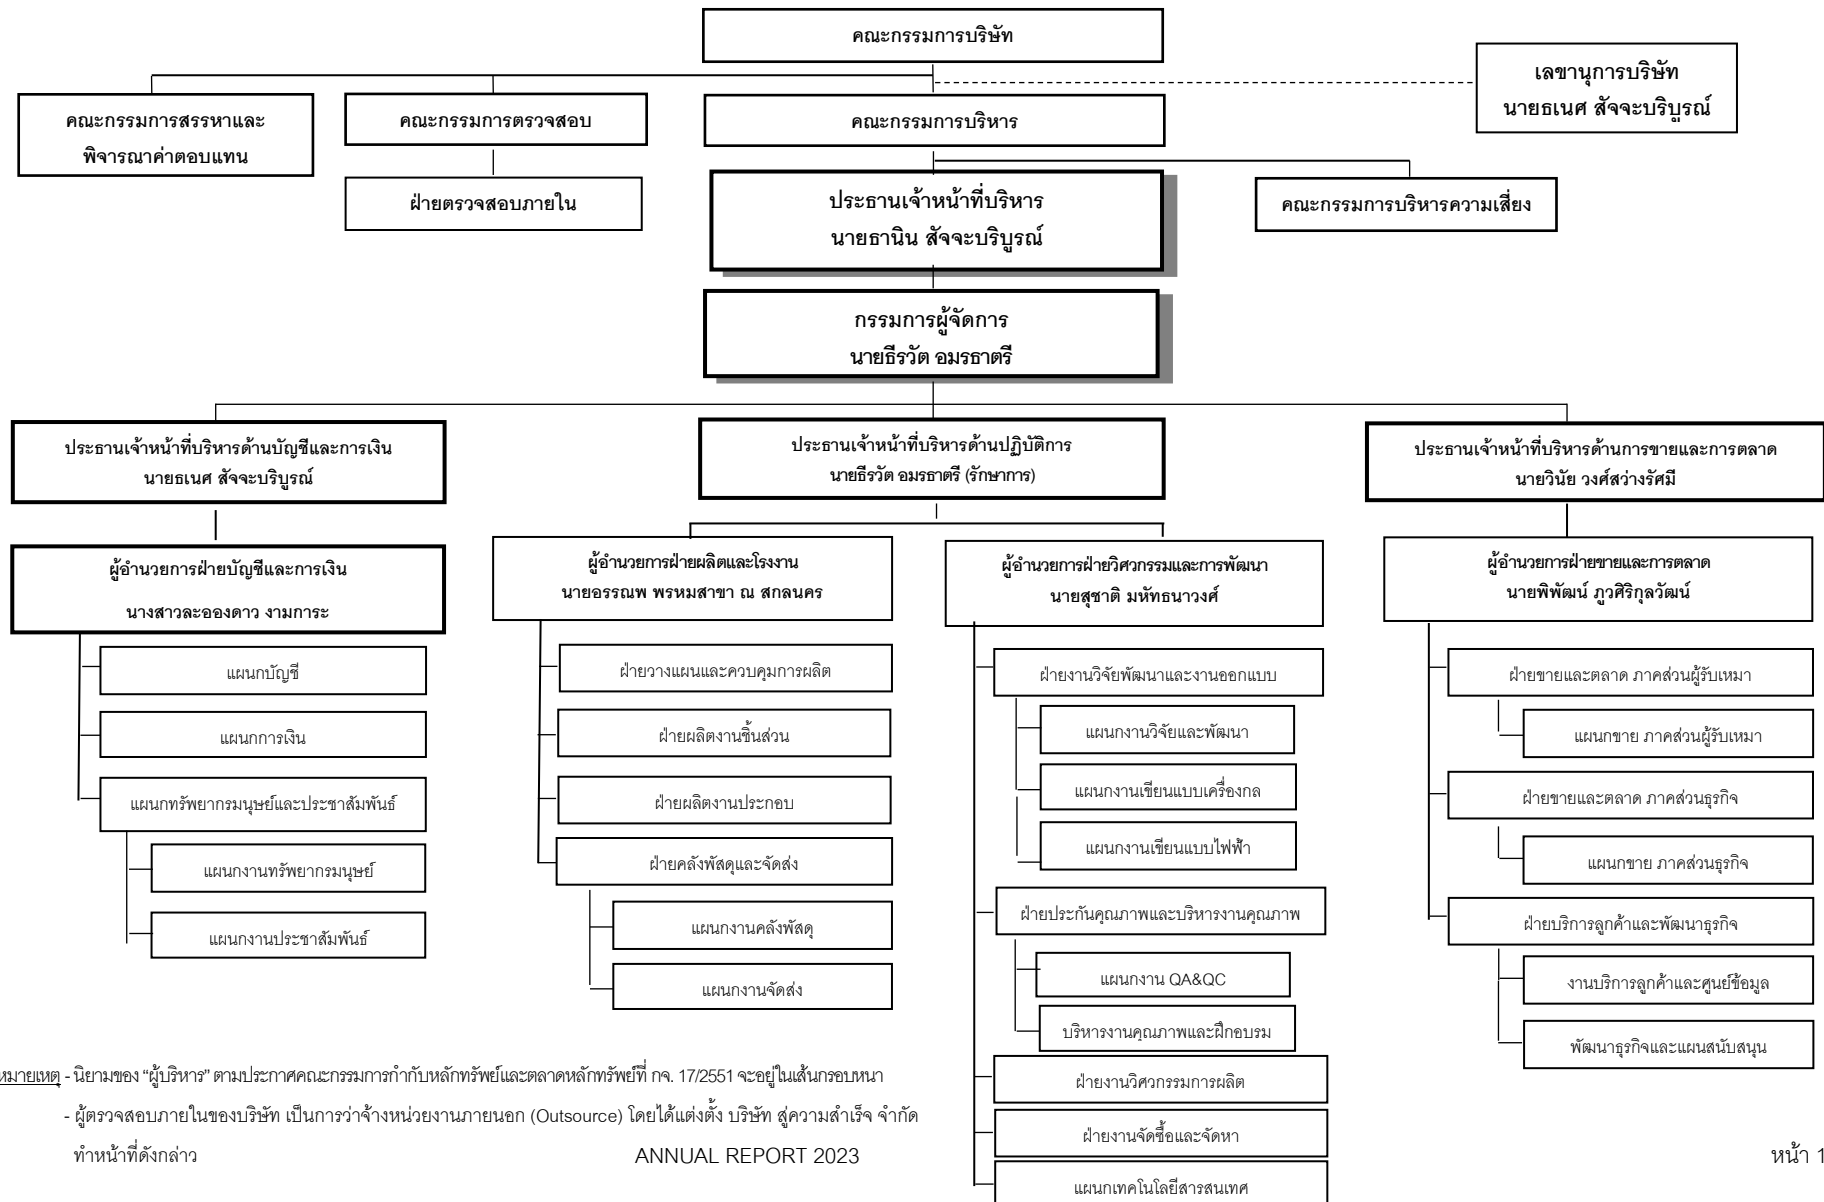 คณะกรรมการบริษัท
เลขานุการบริษัท
นายธเนศ สัจจะบริบูรณ์
คณะกรรมการสรรหาและ
พิจารณาค่าตอบแทน
คณะกรรมการตรวจสอบ
คณะกรรมการบริหาร
ฝ่ายตรวจสอบภายใน
ประธานเจ้าหน้าที่บริหาร
นายธานิน สัจจะบริบูรณ์
คณะกรรมการบริหารความเสี่ยง
กรรมการผู้จัดการ
นายธีรวัต อมรธาตรี
ประธานเจ้าหน้าที่บริหารด้านบัญชีและการเงิน
นายธเนศ สัจจะบริบูรณ์
ประธานเจ้าหน้าที่บริหารด้านปฏิบัติการ
นายธีรวัต อมรธาตรี (รักษาการ)
ประธานเจ้าหน้าที่บริหารด้านการขายและการตลาด
นายวินัย วงศ์สว่างรัศมี
ผู้อำนวยการฝ่ายบัญชีและการเงิน
นางสาวละอองดาว งามการะ
แผนกบัญชี
แผนกการเงิน
แผนกทรัพยากรมนุษย์และประชาสัมพันธ์
แผนกงานทรัพยากรมนุษย์
แผนกงานประชาสัมพันธ์
ผู้อำนวยการฝ่ายผลิตและโรงงาน
นายอรรณพ พรหมสาขา ณ สกลนคร
ฝ่ายวางแผนและควบคุมการผลิต
ฝ่ายผลิตงานชิ้นส่วน
ฝ่ายผลิตงานประกอบ
ฝ่ายคลังพัสดุและจัดส่ง
แผนกงานคลังพัสดุ
แผนกงานจัดส่ง
ผู้อำนวยการฝ่ายวิศวกรรมและการพัฒนา
นายสุชาติ มหัทธนาวงศ์
ฝ่ายงานวิจัยพัฒนาและงานออกแบบ
แผนกงานวิจัยและพัฒนา
แผนกงานเขียนแบบเครื่องกล
แผนกงานเขียนแบบไฟฟ้า
ฝ่ายประกันคุณภาพและบริหารงานคุณภาพ
แผนกงาน QA&QC
บริหารงานคุณภาพและฝึกอบรม
ฝ่ายงานวิศวกรรมการผลิต
ฝ่ายงานจัดซื้อและจัดหา
แผนกเทคโนโลยีสารสนเทศ
ผู้อำนวยการฝ่ายขายและการตลาด
นายพิพัฒน์ ภูวศิริกุลวัฒน์
ฝ่ายขายและตลาด ภาคส่วนผู้รับเหมา
แผนกขาย ภาคส่วนผู้รับเหมา
ฝ่ายขายและตลาด ภาคส่วนธุรกิจ
แผนกขาย ภาคส่วนธุรกิจ
ฝ่ายบริการลูกค้าและพัฒนาธุรกิจ
งานบริการลูกค้าและศูนย์ข้อมูล
พัฒนาธุรกิจและแผนสนับสนุน
หมายเหตุ - นิยามของ “ผู้บริหาร” ตามประกาศคณะกรรมการกำกับหลักทรัพย์และตลาดหลักทรัพย์ที่ กจ. 17/2551 จะอยู่ในเส้นกรอบหนา
- ผู้ตรวจสอบภายในของบริษัท เป็นการว่าจ้างหน่วยงานภายนอก (Outsource) โดยได้แต่งตั้ง บริษัท สู่ความสำเร็จ จำกัด
ทำหน้าที่ดังกล่าว
ANNUAL REPORT 2023
หน้า 1